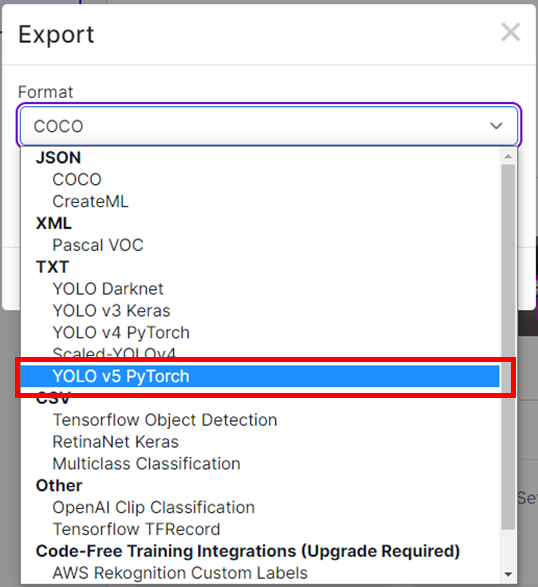 Export
Format
COCO
JSON
COCO
CreateML
XML
Pascal VOC
TXT
YOLO Darknet
YOLO v3 Keras
YOLO v4 PyTorch
Scaled-YOLOv4
YOLO v5 PyTorch
CSV
Tensorflow Object Detection
RetinaNet Keras
Multiclass Classification
Other
OpenAI Clip Classification
Set
Tensorflow TFRecord
Code-Free Training Integrations (Upgrade Required)
AWS Rekognition Custom Labels